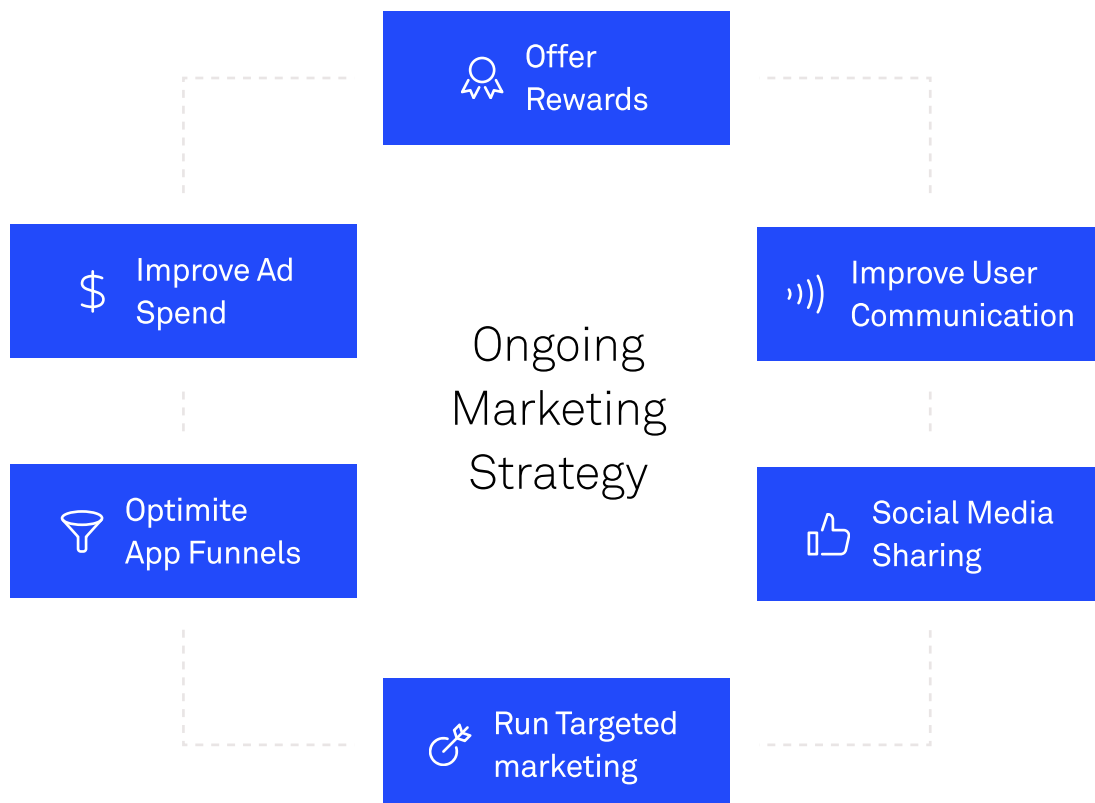 Offer
Rewards
Improve Ad
Spend
Improve User
Communication
Ongoing
Marketing
Strategy
Optimite
App Funnels
Social Media
Sharing
Run Targeted
marketing